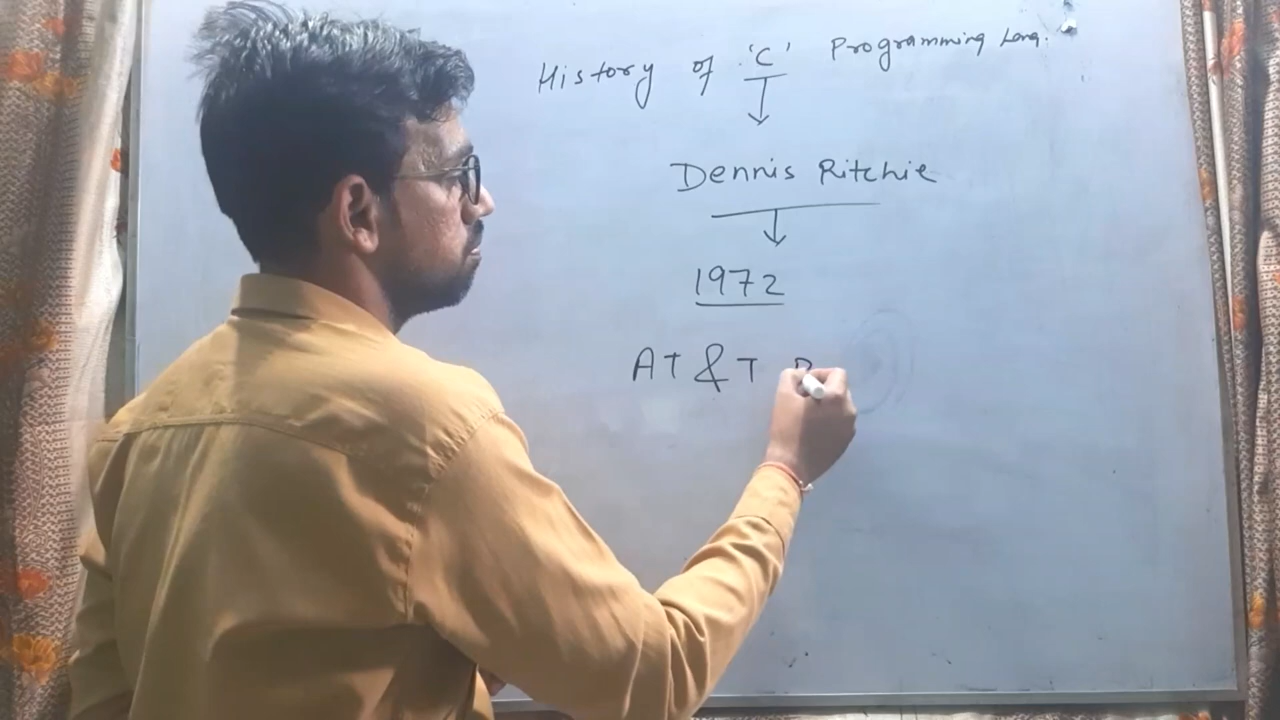 History of 'C' Programming Lang.
Dennis Ritchie
1972
AT & T